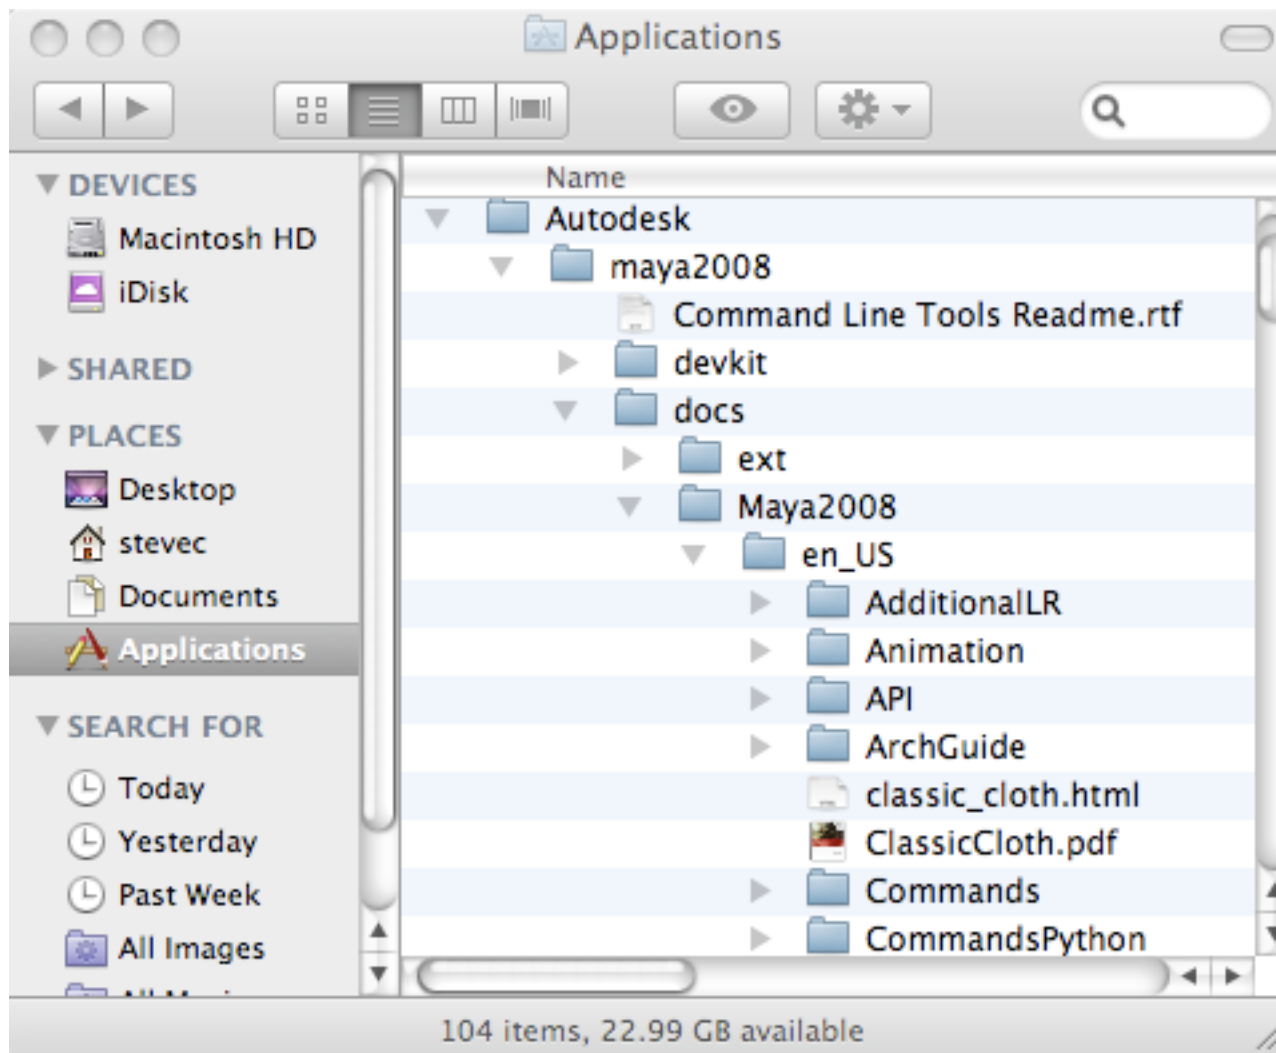 Applications
DEVICES
Macintosh HD
iDisk
SHARED
PLACES
Desktop
stevec
Documents
Applications
SEARCH FOR
Today
Yesterday
Past Week
All Images
Name
Autodesk
maya2008
Command Line Tools Readme.rtf
devkit
docs
ext
Maya2008
en_US
AdditionalLR
Animation
API
ArchGuide
classic_cloth.html
ClassicCloth.pdf
Commands
CommandsPython
104 items, 22.99 GB available